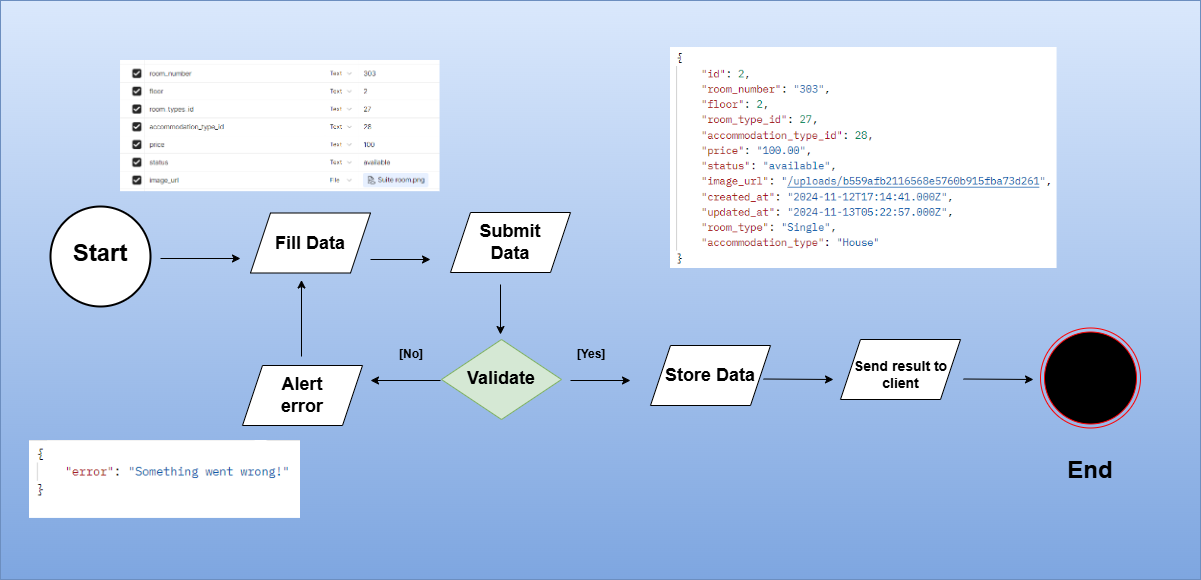 room_number Text 303
floor Text 2
room_types_id Text 27
accommodation_type_id Text 28
price Text 100
status Text available
image_url File Suite room.png
{
"id": 2,
"room_number": "303",
"floor": 2,
"room_type_id": 27,
"accommodation_type_id": 28,
"price": "100.00",
"status": "available",
"image_url": "/uploads/b559afb2116568e5760b915fba73d261",
"created_at": "2024-11-12T17:14:41.000Z",
"updated_at": "2024-11-13T05:22:57.000Z",
"room_type": "Single",
"accommodation_type": "House"
}
Start
Fill Data
Submit
Data
[No]
Validate
[Yes]
Alert
error
Store Data
Send result to
client
End
{
"error": "Something went wrong!"
}